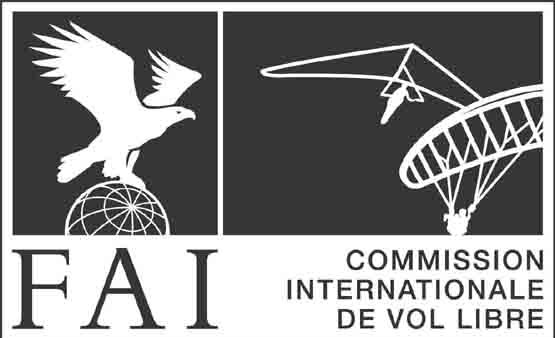 FAI
COMMISSION
INTERNATIONALE
DE VOL LIBRE